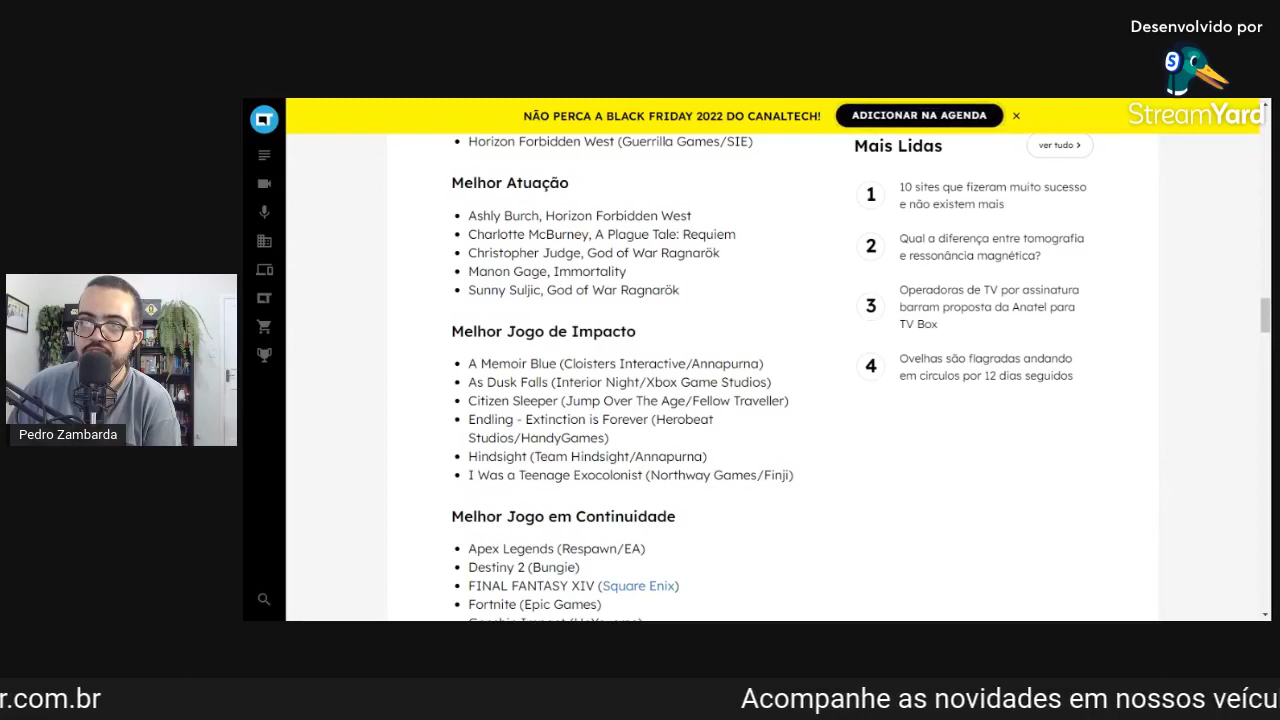 Desenvolvido por
S
StreamYard
NÃO PERCA A BLACK FRIDAY 2022 DO CANALTECH!
ADICIONAR NA AGENDA
×
Horizon Forbidden West (Guerrilla Games/SIE)
Melhor Atuação
Ashly Burch, Horizon Forbidden West
Charlotte McBurney, A Plague Tale: Requiem
Christopher Judge, God of War Ragnarök
Manon Gage, Immortality
Sunny Suljic, God of War Ragnarök
Melhor Jogo de Impacto
A Memoir Blue (Cloisters Interactive/Annapurna)
As Dusk Falls (Interior Night/Xbox Game Studios)
Citizen Sleeper (Jump Over The Age/Fellow Traveller)
Endling - Extinction is Forever (Herobeat
Studios/HandyGames)
Hindsight (Team Hindsight/Annapurna)
I Was a Teenage Exocolonist (Northway Games/Finji)
Melhor Jogo em Continuidade
Apex Legends (Respawn/EA)
Destiny 2 (Bungie)
FINAL FANTASY XIV (Square Enix)
Fortnite (Epic Games)
Mais Lidas
ver tudo >
1
10 sites que fizeram muito sucesso
e não existem mais
2
Qual a diferença entre tomografia
e ressonância magnética?
3
Operadoras de TV por assinatura
barram proposta da Anatel para
TV Box
4
Ovelhas são flagradas andando
em círculos por 12 dias seguidos
Pedro Zambarda
r.com.br
Acompanhe as novidades em nossos veícu